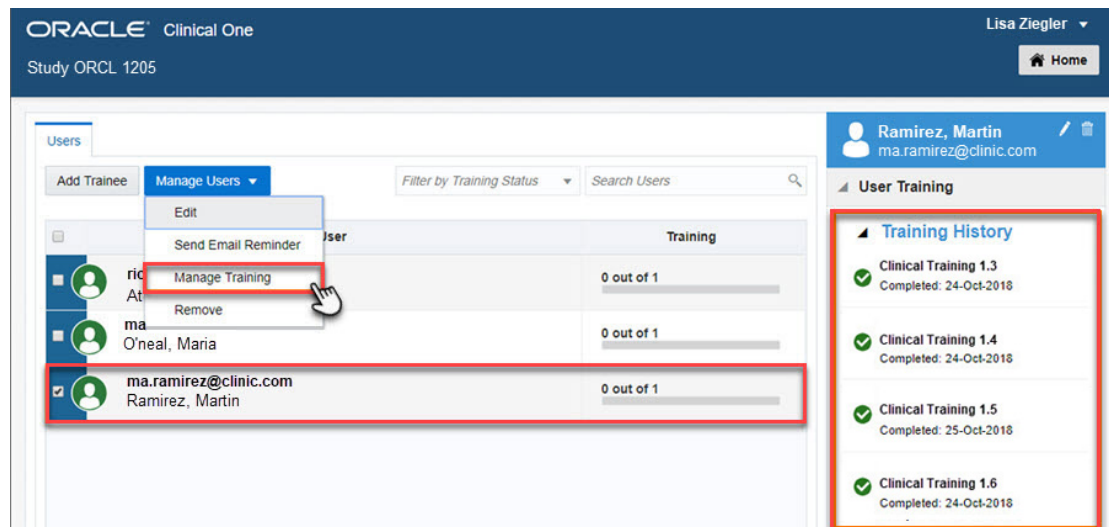 ORACLE Clinical One
Lisa Ziegler
Study ORCL 1205
Home
Users
Add Trainee
Manage Users
Filter by Training Status
Search Users
Edit
Send Email Reminder
Manage Training
Remove
Training
0 out of 1
ma
O'neal, Maria
0 out of 1
ma.ramirez@clinic.com
Ramirez, Martin
0 out of 1
Ramirez, Martin
ma.ramirez@clinic.com
User Training
Training History
Clinical Training 1.3
Completed: 24-Oct-2018
Clinical Training 1.4
Completed: 24-Oct-2018
Clinical Training 1.5
Completed: 25-Oct-2018
Clinical Training 1.6
Completed: 24-Oct-2018